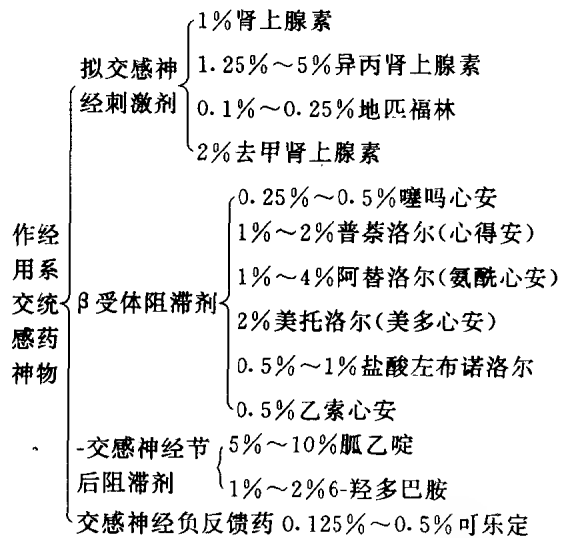 1%肾上腺素
拟交感神
1.25%～5%异丙肾上腺素
经刺激剂
0.1%～0.25%地匹福林
2%去甲肾上腺素
0.25%～0.5%噻吗心安
1%～2%普萘洛尔(心得安)
作经
用系
1%～4%阿替洛尔(氨酰心安)
交统
β受体阻滞剂
感药
2%美托洛尔(美多心安)
神物
0.5%～1%盐酸左布诺洛尔
0.5%乙索心安
-交感神经节
5%～10%胍乙啶
后阻滞剂
1%～2%6-羟多巴胺
交感神经负反馈药 0.125%～0.5%可乐定